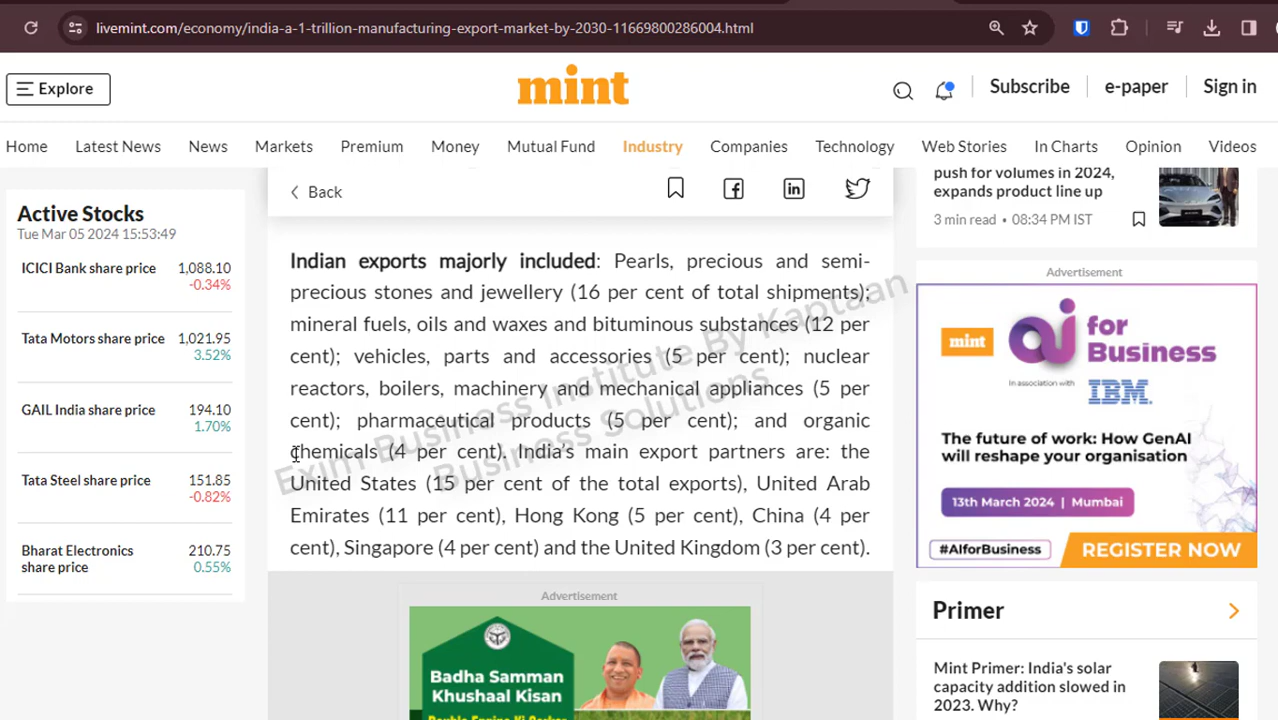 livemint.com/economy/india-a-1-trillion-manufacturing-export-market-by-2030-11669800286004.html
Explore
mint
Subscribe
e-paper
Sign in
Home
Latest News
News
Markets
Premium
Money
Mutual Fund
Industry
Companies
Technology
Web Stories
In Charts
Opinion
Videos
Active Stocks
Tue Mar 05 2024 15:53:49
ICICI Bank share price 1,088.10
-0.34%
Tata Motors share price 1,021.95
3.52%
GAIL India share price 194.10
1.70%
Tata Steel share price 151.85
-0.82%
Bharat Electronics 210.75
share price 0.55%
Back
Indian exports majorly included: Pearls, precious and semi-
precious stones and jewellery (16 per cent of total shipments);
mineral fuels, oils and waxes and bituminous substances (12 per
cent); vehicles, parts and accessories (5 per cent); nuclear
reactors, boilers, machinery and mechanical appliances (5 per
cent); pharmaceutical products (5 per cent); and organic
chemicals (4 per cent). India’s main export partners are: the
United States (15 per cent of the total exports), United Arab
Emirates (11 per cent), Hong Kong (5 per cent), China (4 per
cent), Singapore (4 per cent) and the United Kingdom (3 per cent).
Exim Business Institute By Kaptaan
Business Solutions
Advertisement
Badha Samman
Khushaal Kisan
push for volumes in 2024,
expands product line up
3 min read • 08:34 PM IST
Advertisement
mint
ai for
Business
In association with
IBM
The future of work: How GenAI
will reshape your organisation
13th March 2024 | Mumbai
#AIforBusiness
REGISTER NOW
Primer
Mint Primer: India's solar
capacity addition slowed in
2023. Why?